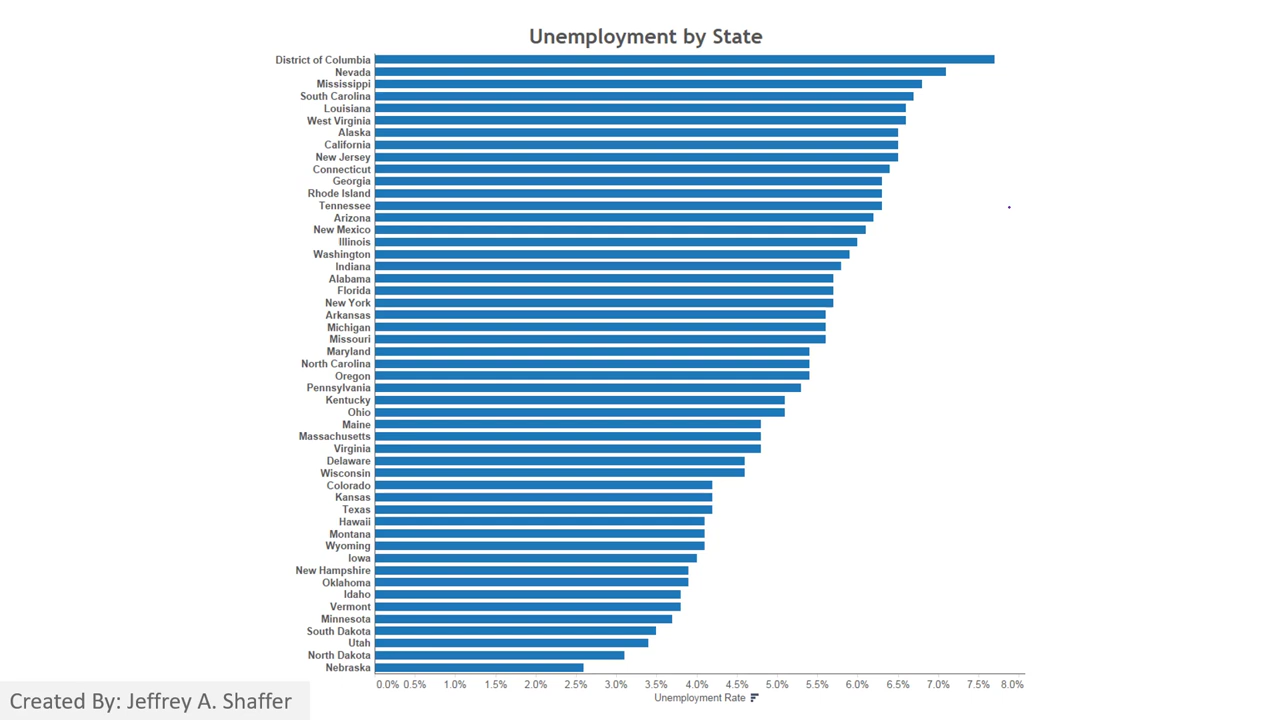 Unemployment by State
District of Columbia
Nevada
Mississippi
South Carolina
Louisiana
West Virginia
Alaska
California
New Jersey
Connecticut
Georgia
Rhode Island
Tennessee
Arizona
New Mexico
Illinois
Washington
Indiana
Alabama
Florida
New York
Arkansas
Michigan
Missouri
Maryland
North Carolina
Oregon
Pennsylvania
Kentucky
Ohio
Maine
Massachusetts
Virginia
Delaware
Wisconsin
Colorado
Kansas
Texas
Hawaii
Montana
Wyoming
Iowa
New Hampshire
Oklahoma
Idaho
Vermont
Minnesota
South Dakota
Utah
North Dakota
Nebraska
0.0% 0.5% 1.0% 1.5% 2.0% 2.5% 3.0% 3.5% 4.0% 4.5% 5.0% 5.5% 6.0% 6.5% 7.0% 7.5% 8.0%
Unemployment Rate
Created By: Jeffrey A. Shaffer